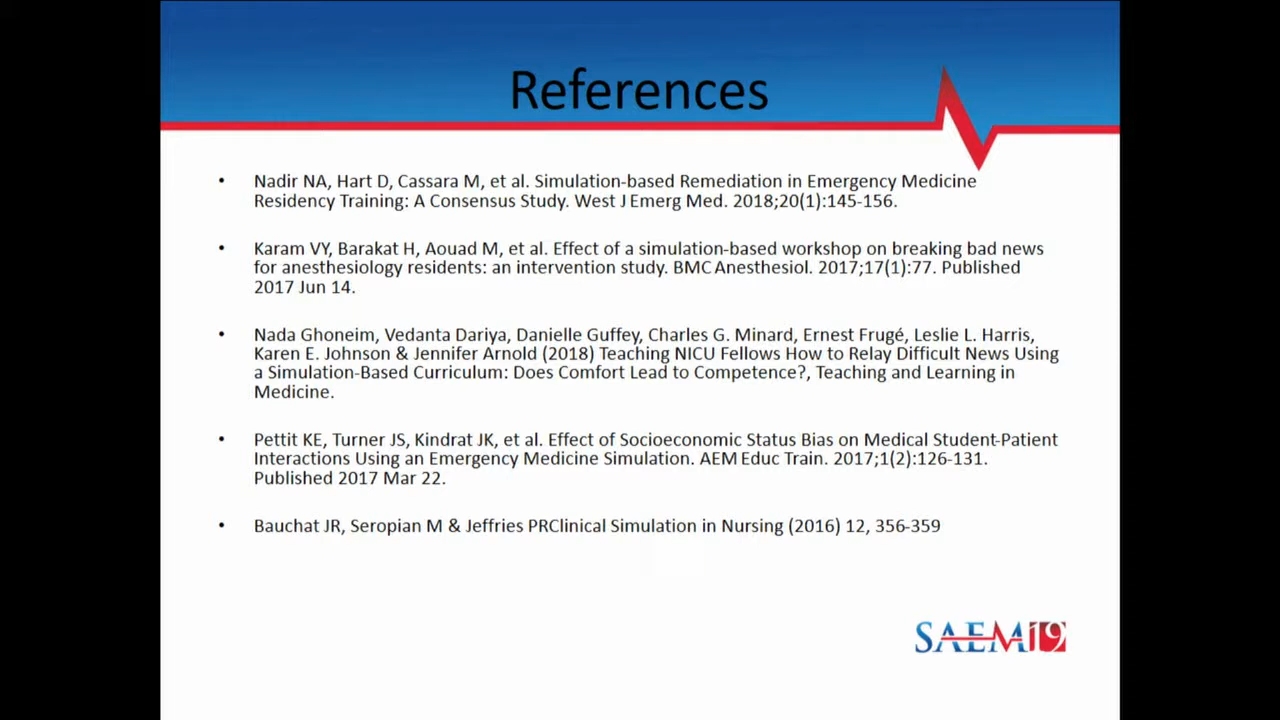 References
• Nadir NA, Hart D, Cassara M, et al. Simulation-based Remediation in Emergency Medicine
Residency Training: A Consensus Study. West J Emerg Med. 2018;20(1):145-156.
• Karam VY, Barakat H, Aouad M, et al. Effect of a simulation-based workshop on breaking bad news
for anesthesiology residents: an intervention study. BMC Anesthesiol. 2017;17(1):77. Published
2017 Jun 14.
• Nada Ghoneim, Vedanta Dariya, Danielle Guffey, Charles G. Minard, Ernest Frugé, Leslie L. Harris,
Karen E. Johnson & Jennifer Arnold (2018) Teaching NICU Fellows How to Relay Difficult News Using
a Simulation-Based Curriculum: Does Comfort Lead to Competence?, Teaching and Learning in
Medicine.
• Pettit KE, Turner JS, Kindrat JK, et al. Effect of Socioeconomic Status Bias on Medical Student-Patient
Interactions Using an Emergency Medicine Simulation. AEM Educ Train. 2017;1(2):126-131.
Published 2017 Mar 22.
• Bauchat JR, Seropian M & Jeffries PRClinical Simulation in Nursing (2016) 12, 356-359
SAEM19